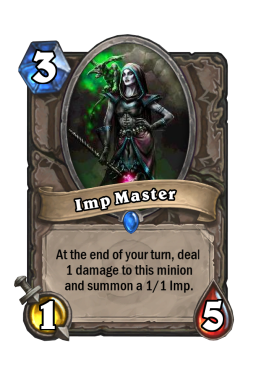 3
Imp Master
At the end of your turn, deal
1 damage to this minion
and summon a 1/1 Imp.
1
5